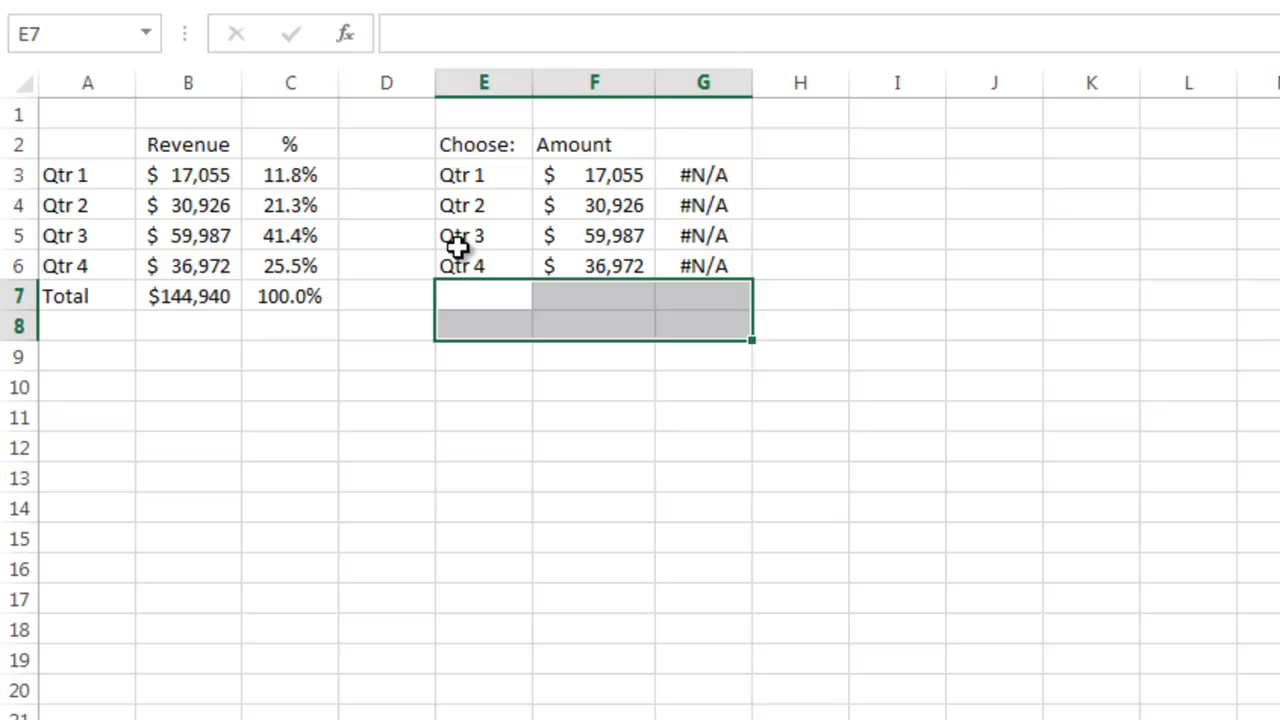 E7 fx
A B C D E F G H I J K L
1
2 Revenue % Choose: Amount
3 Qtr 1 $ 17,055 11.8% Qtr 1 $ 17,055 #N/A
4 Qtr 2 $ 30,926 21.3% Qtr 2 $ 30,926 #N/A
5 Qtr 3 $ 59,987 41.4% Qtr 3 $ 59,987 #N/A
6 Qtr 4 $ 36,972 25.5% Qtr 4 $ 36,972 #N/A
7 Total $144,940 100.0%
8
9
10
11
12
13
14
15
16
17
18
19
20
21